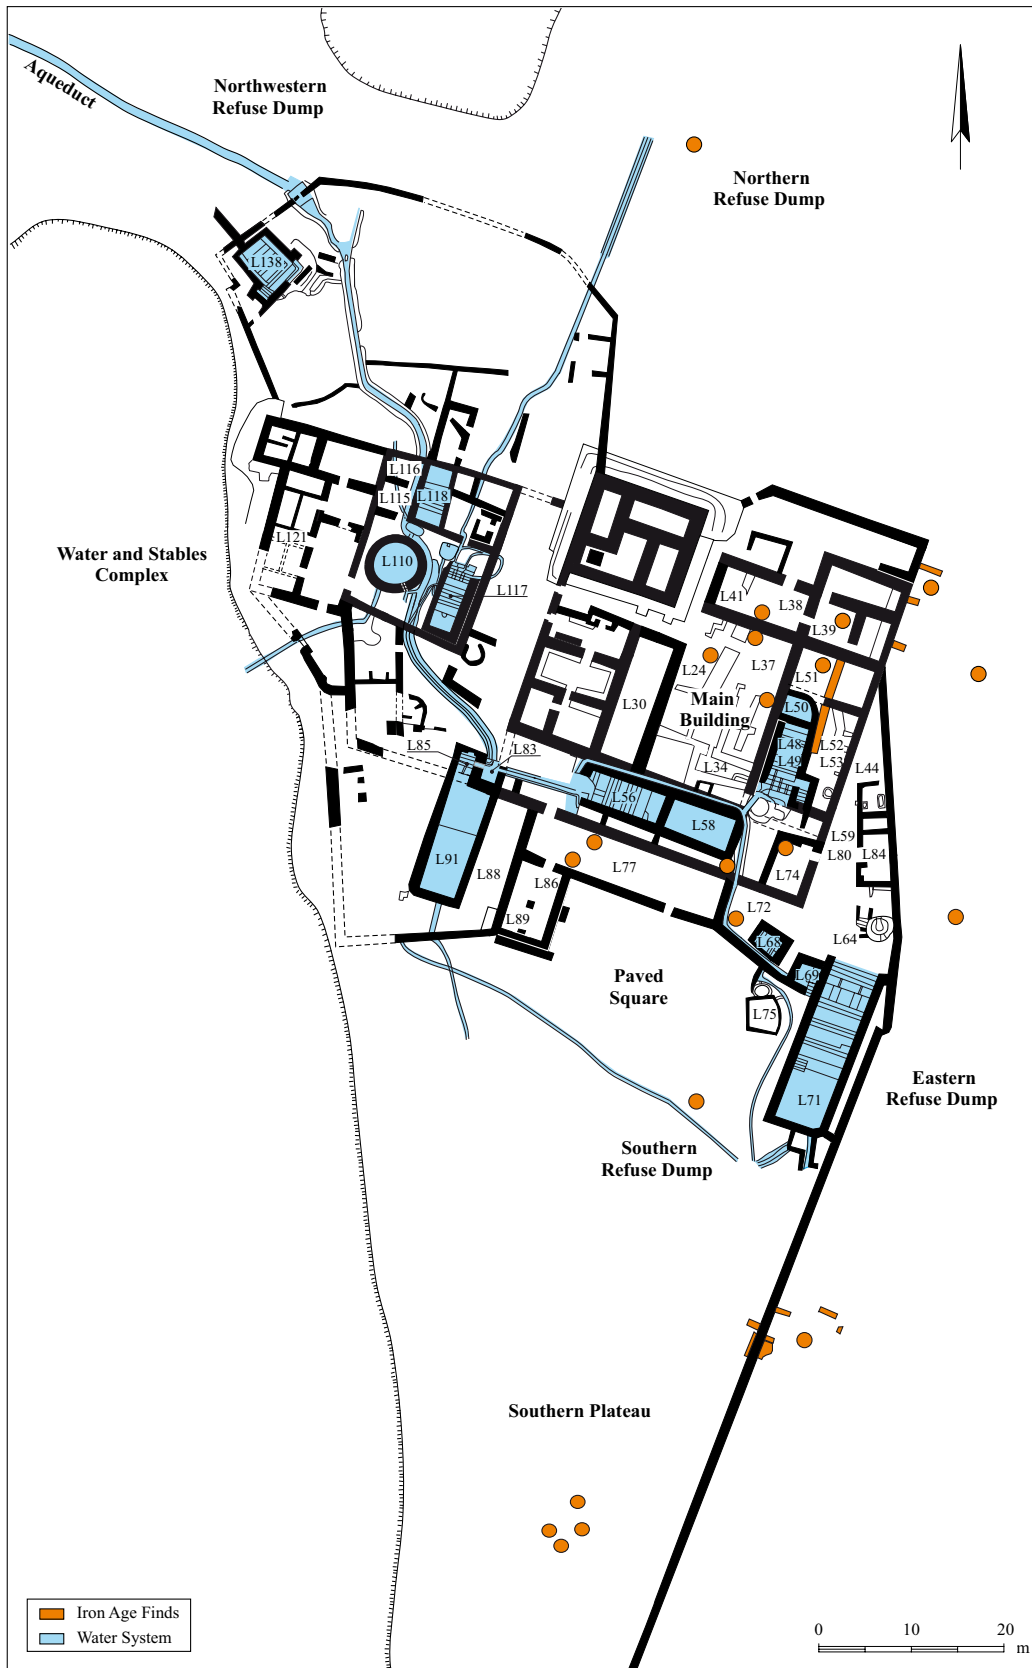 Aqueduct
Northwestern
Refuse Dump
Northern
Refuse Dump
L138
L116
L115
L118
L121
Water and Stables
Complex
L110
L117
L41
L38
L39
L24
L37
L51
L30
Main
Building
L50
L48
L49
L52
L53
L44
L34
L85
L83
L56
L58
L59
L80
L84
L91
L88
L86
L77
L74
L89
L72
L68
L64
L69
L75
Paved
Square
L71
Eastern
Refuse Dump
Southern
Refuse Dump
Southern Plateau
Iron Age Finds
Water System
0 10 20
m